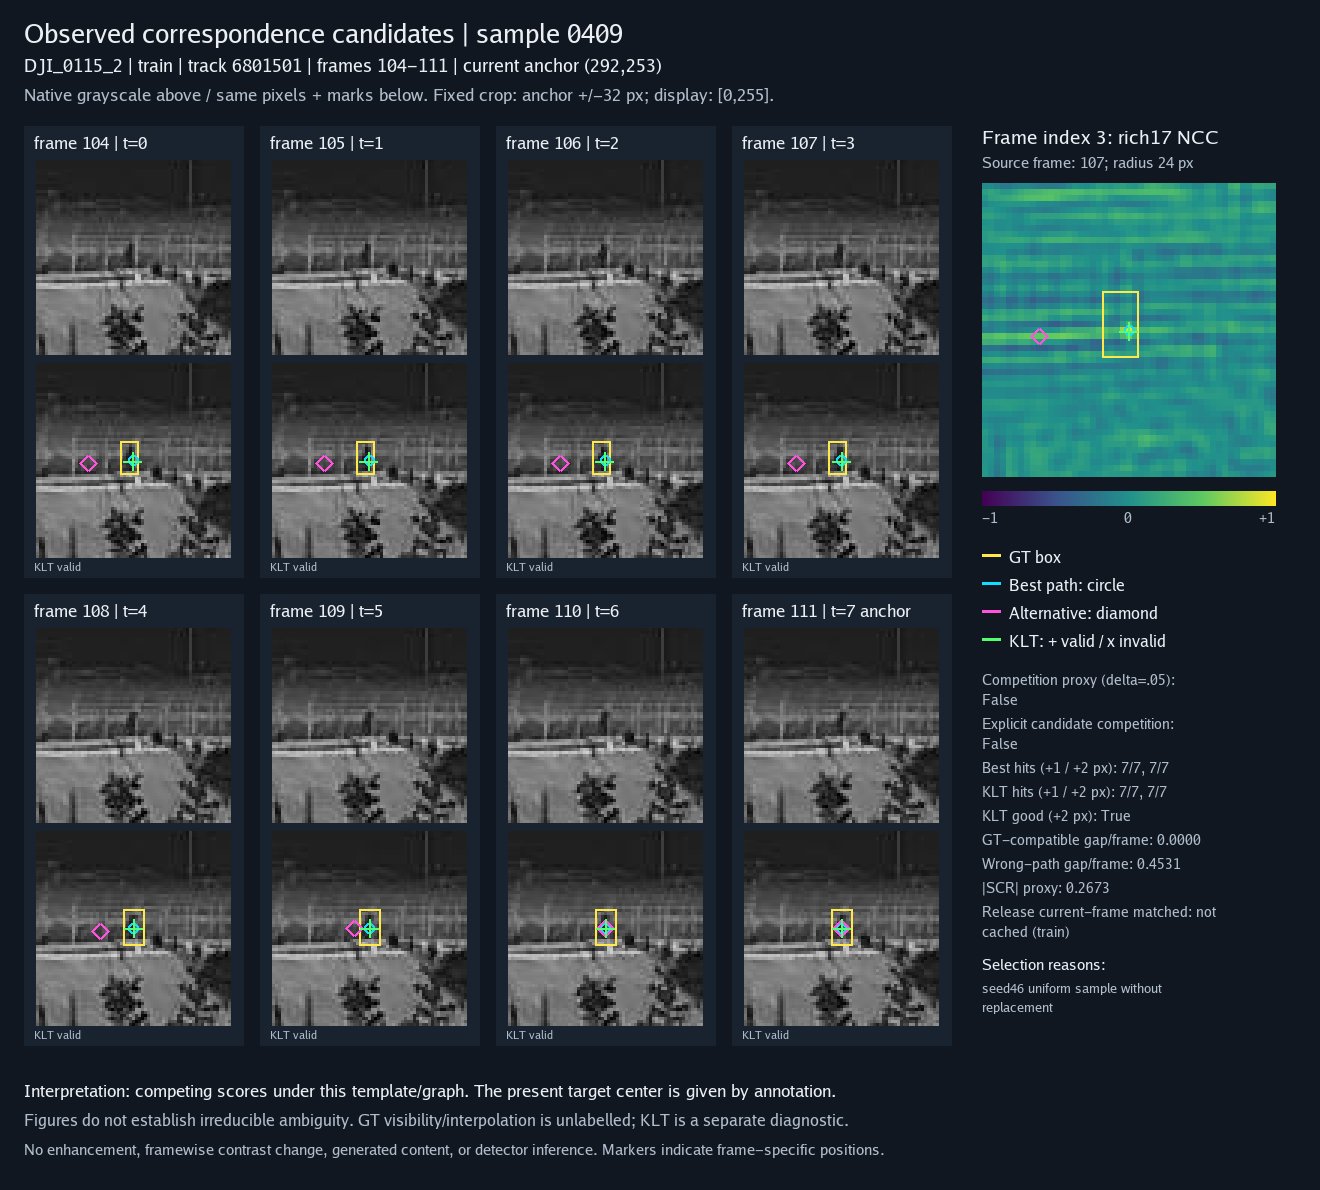 Observed correspondence candidates | sample 0409
DJI_0115_2 | train | track 6801501 | frames 104–111 | current anchor (292,253)
Native grayscale above / same pixels + marks below. Fixed crop: anchor +/−32 px; display: [0,255].
frame 104 | t=0
frame 105 | t=1
frame 106 | t=2
frame 107 | t=3
KLT valid
KLT valid
KLT valid
KLT valid
frame 108 | t=4
frame 109 | t=5
frame 110 | t=6
frame 111 | t=7 anchor
KLT valid
KLT valid
KLT valid
KLT valid
Frame index 3: rich17 NCC
Source frame: 107; radius 24 px
−1
0
+1
GT box
Best path: circle
Alternative: diamond
KLT: + valid / x invalid
Competition proxy (delta=.05):
False
Explicit candidate competition:
False
Best hits (+1 / +2 px): 7/7, 7/7
KLT hits (+1 / +2 px): 7/7, 7/7
KLT good (+2 px): True
GT−compatible gap/frame: 0.0000
Wrong−path gap/frame: 0.4531
|SCR| proxy: 0.2673
Release current−frame matched: not
cached (train)
Selection reasons:
seed46 uniform sample without
replacement
Interpretation: competing scores under this template/graph. The present target center is given by annotation.
Figures do not establish irreducible ambiguity. GT visibility/interpolation is unlabelled; KLT is a separate diagnostic.
No enhancement, framewise contrast change, generated content, or detector inference. Markers indicate frame−specific positions.